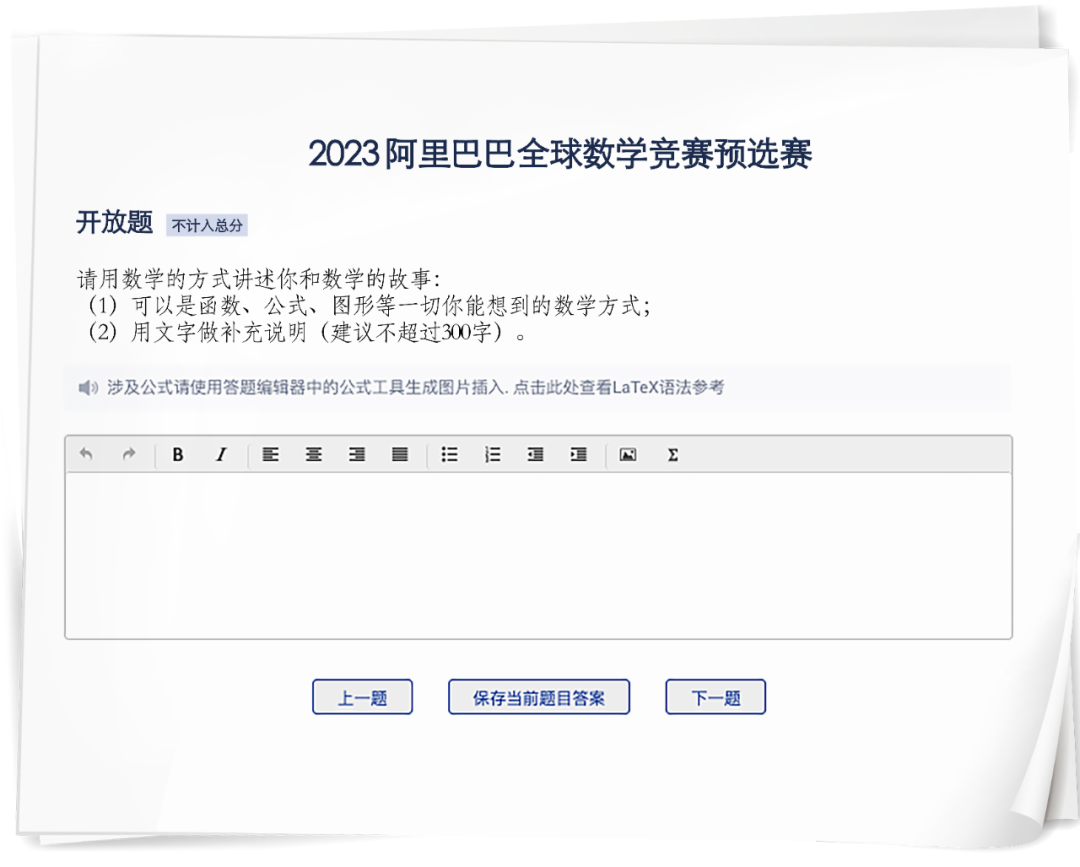 2023阿里巴巴全球数学竞赛预选赛
开放题 不计入总分
请用数学的方式讲述你和数学的故事:
(1) 可以是函数、公式、图形等一切你能想到的数学方式;
(2) 用文字做补充说明（建议不超过300字）。
涉及公式请使用答题编辑器中的公式工具生成图片插入. 点击此处查看LaTeX语法参考
B I Σ
上一题 保存当前题目答案 下一题